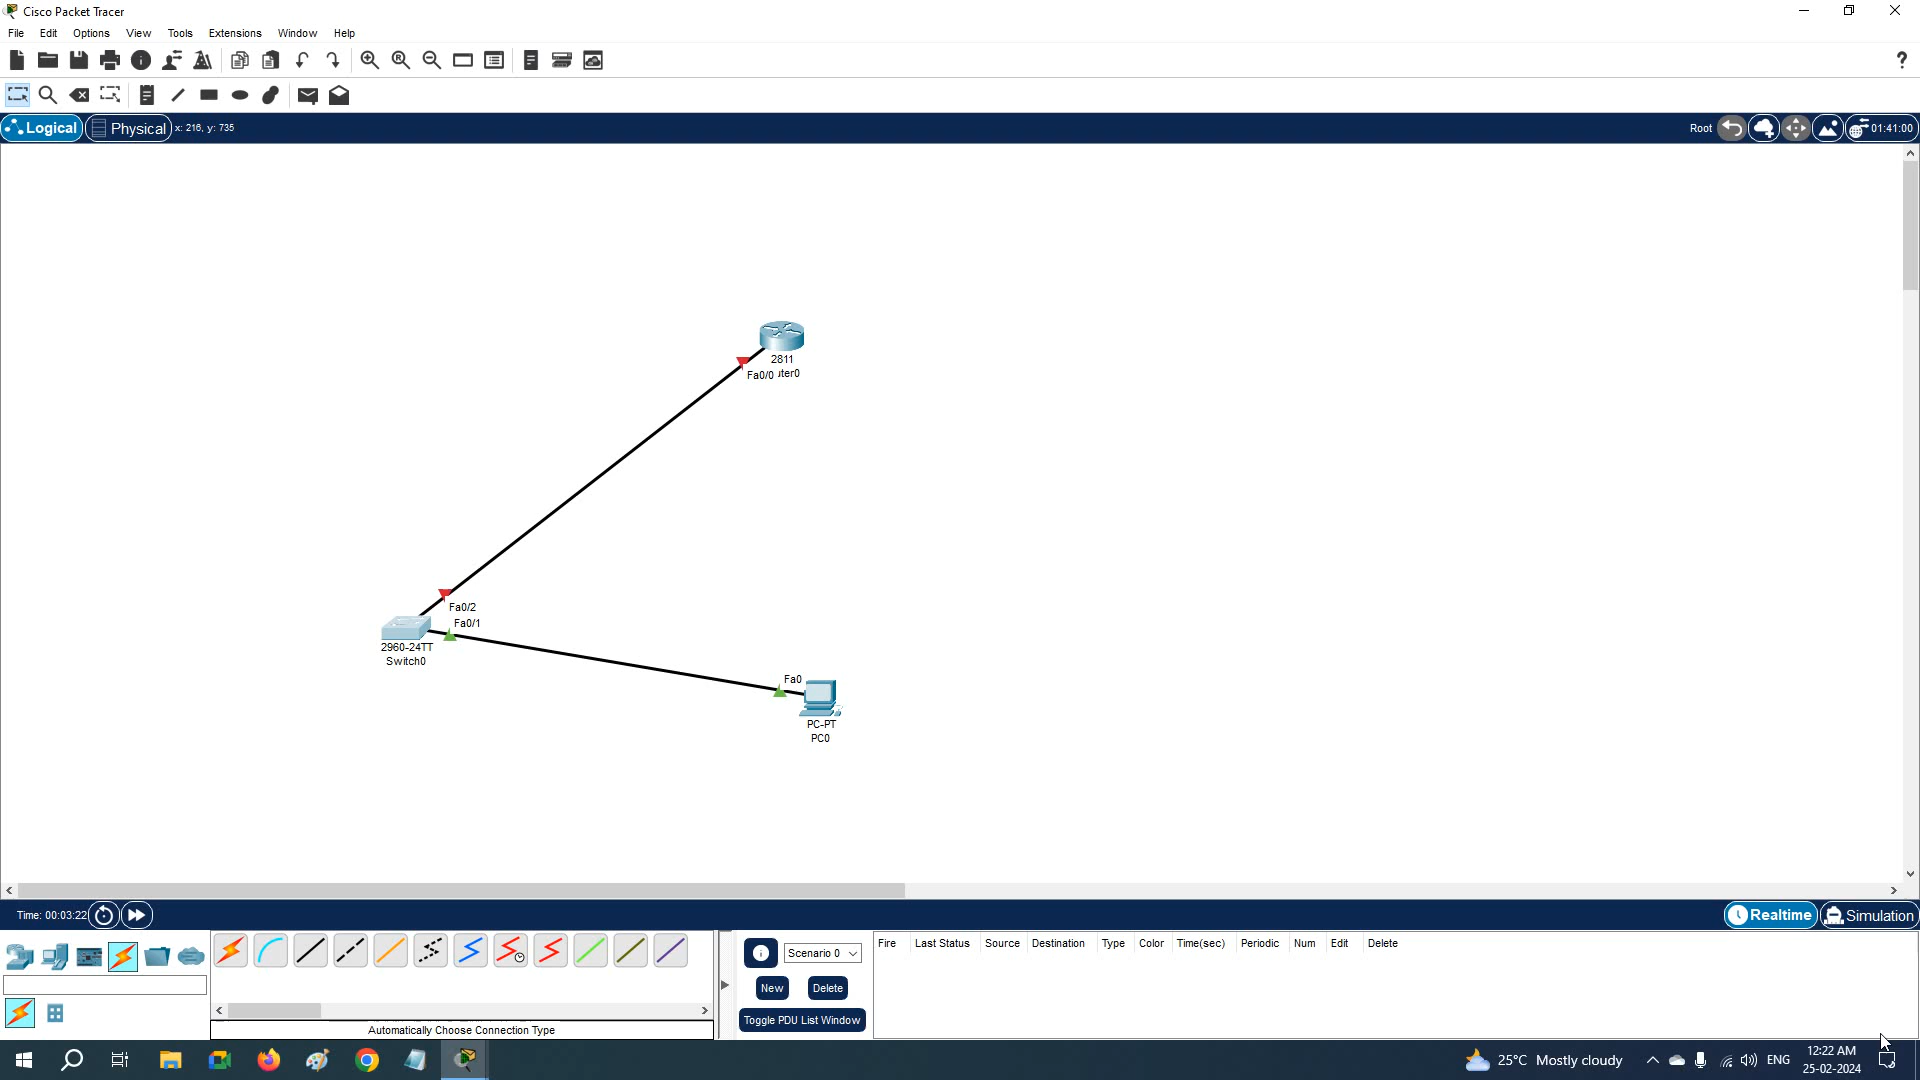 Cisco Packet Tracer
File Edit Options View Tools Extensions Window Help
Logical Physical x: 216, y: 735 Root 01:41:00
2811
Fa0/0 uter0
Fa0/2
Fa0/1
2960-24TT
Switch0
Fa0
PC-PT
PC0
Time: 00:03:22 Realtime Simulation
Scenario 0 Fire Last Status Source Destination Type Color Time(sec) Periodic Num Edit Delete
New Delete
Toggle PDU List Window
Automatically Choose Connection Type
25°C Mostly cloudy ENG 12:22 AM
25-02-2024